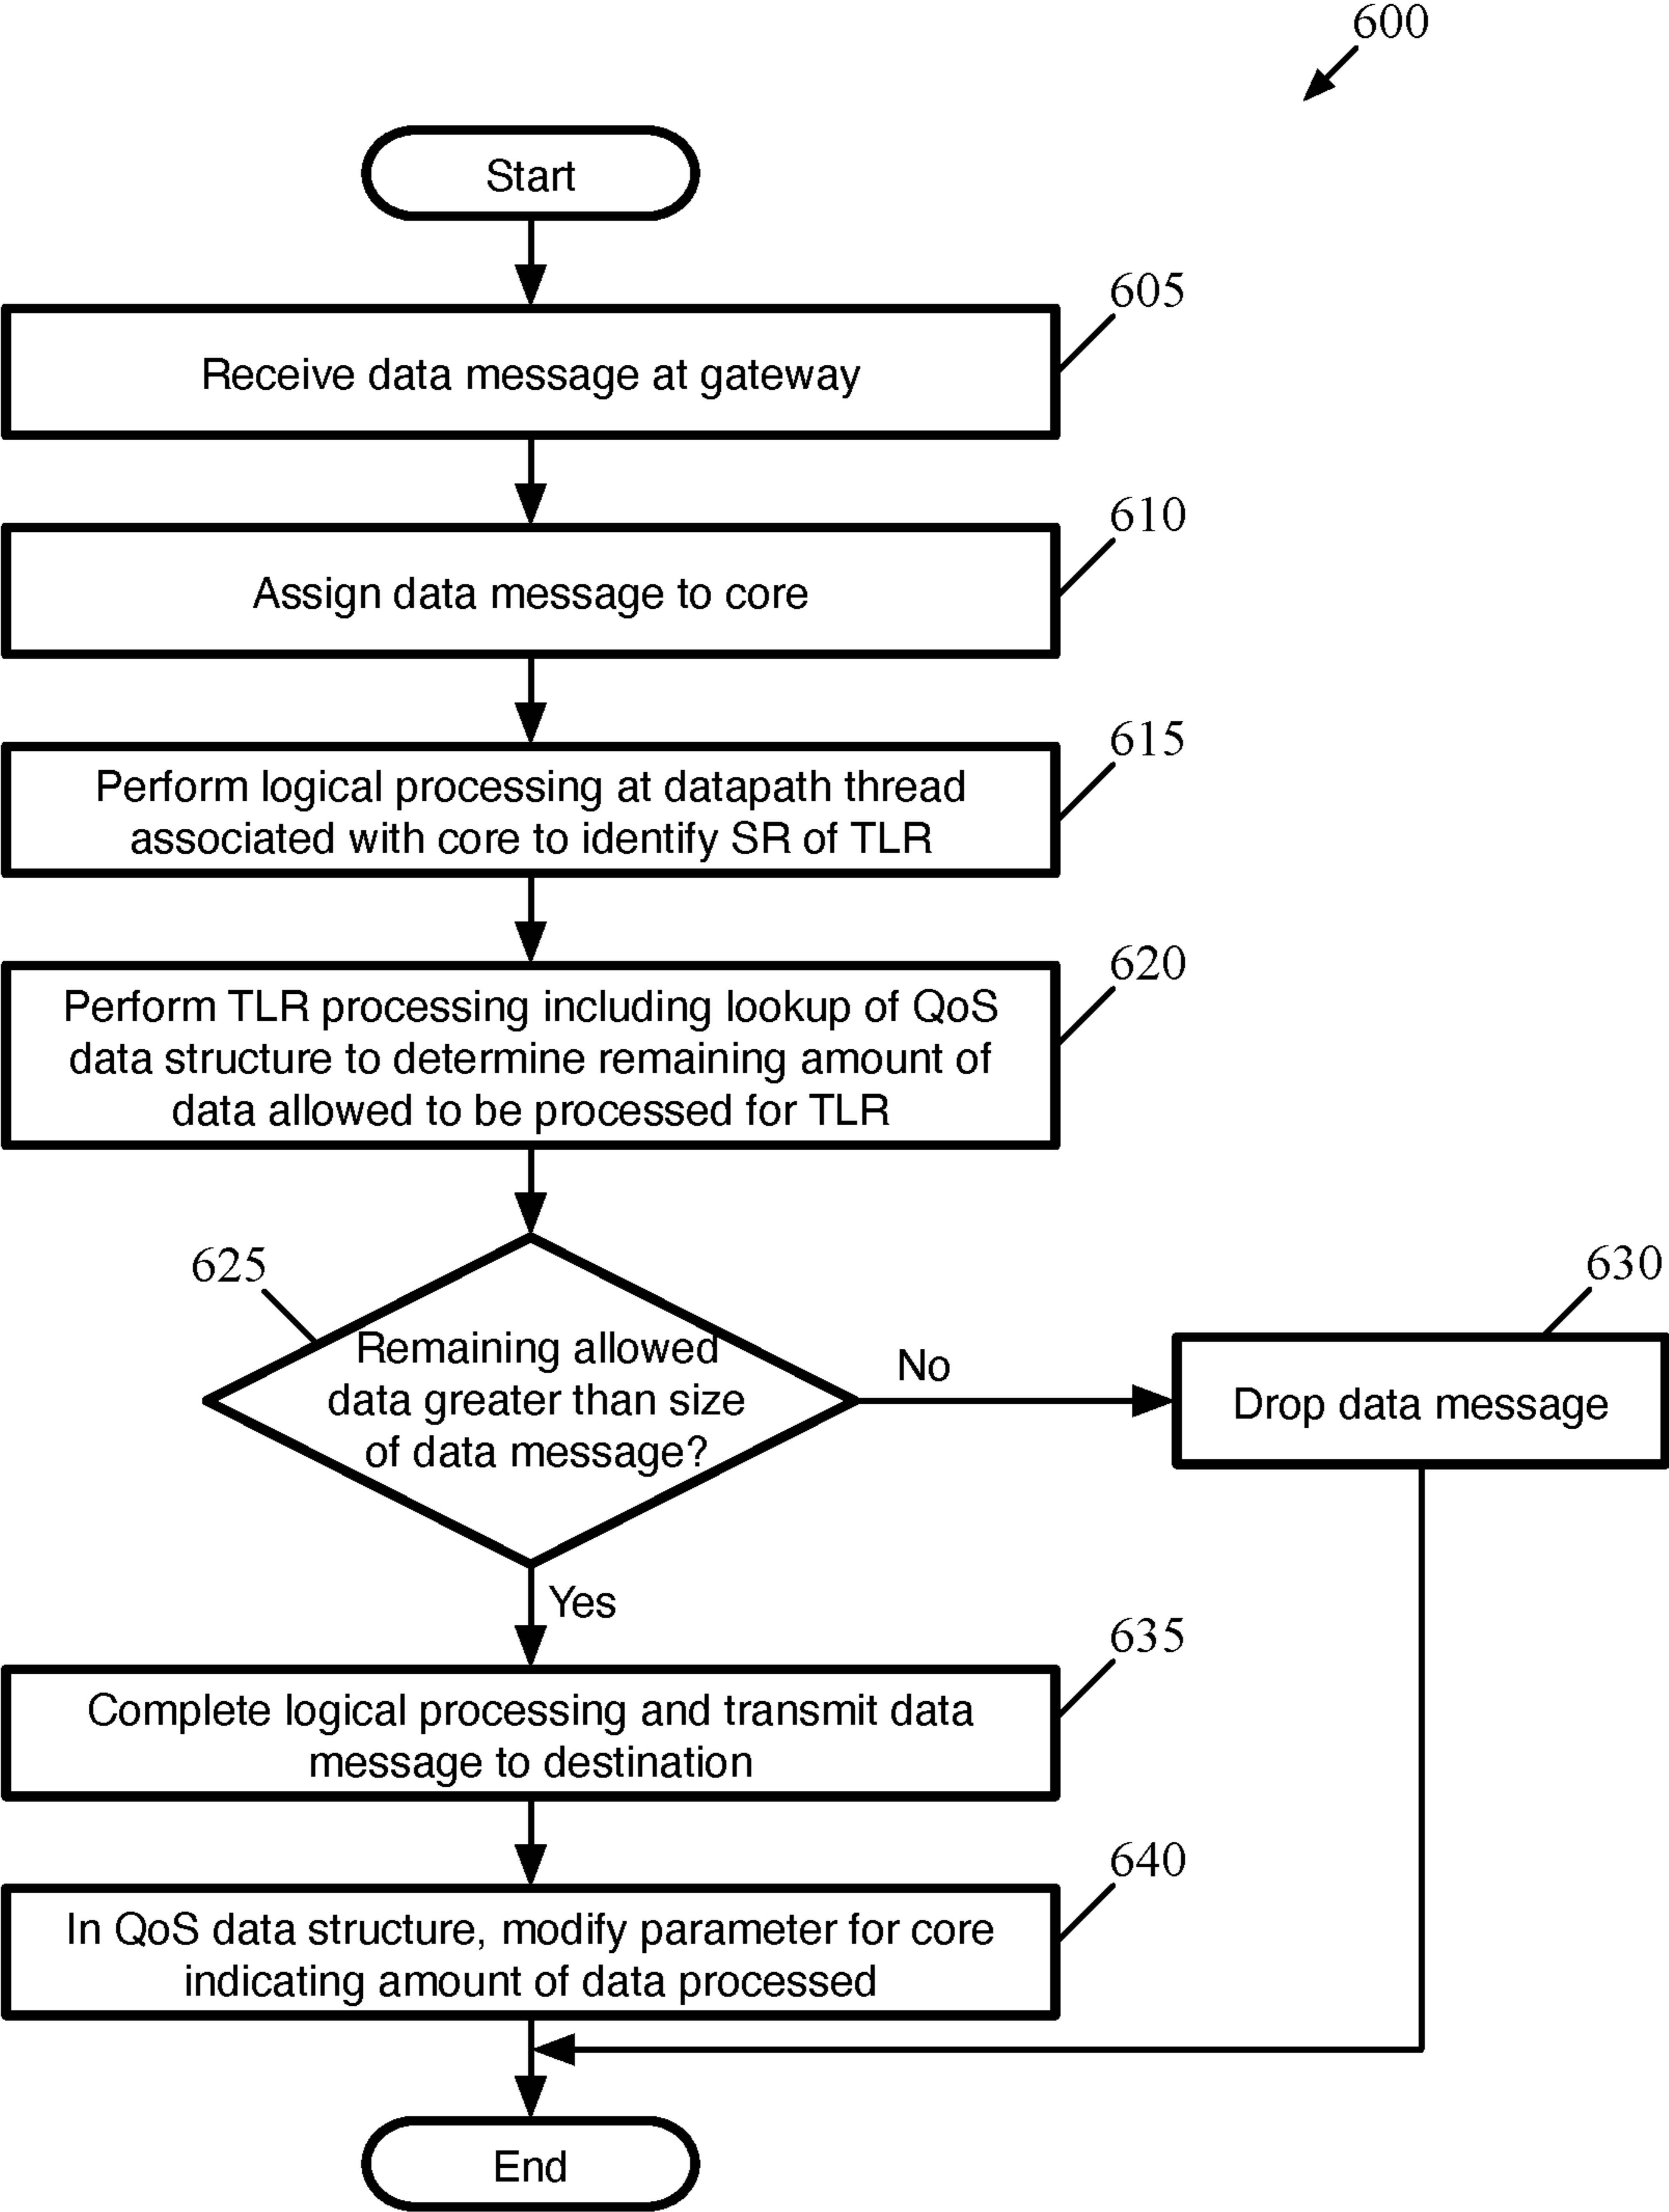 600
Start
605
Receive data message at gateway
610
Assign data message to core
615
Perform logical processing at datapath thread
associated with core to identify SR of TLR
620
Perform TLR processing including lookup of QoS
data structure to determine remaining amount of
data allowed to be processed for TLR
625
Remaining allowed
data greater than size
of data message?
No
630
Drop data message
Yes
635
Complete logical processing and transmit data
message to destination
640
In QoS data structure, modify parameter for core
indicating amount of data processed
End